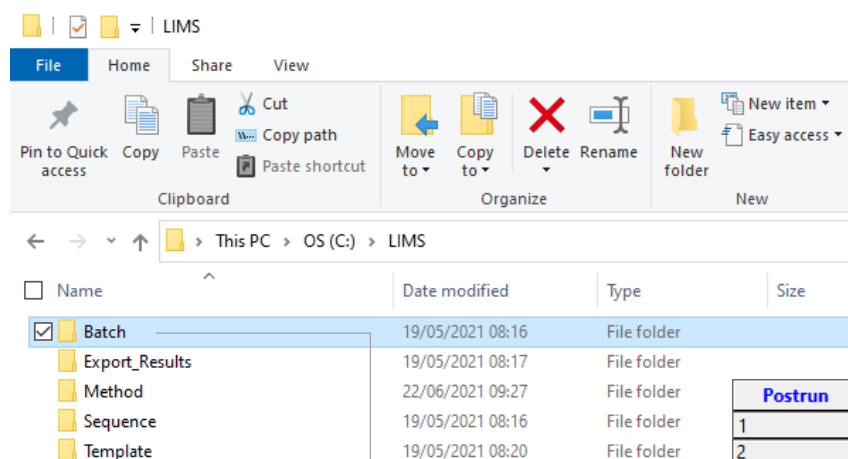 LIMS
File Home Share View
Pin to Quick access
Copy
Paste
Cut
Copy path
Paste shortcut
Clipboard
Move to
Copy to
Delete
Rename
Organize
New folder
New item
Easy access
New
This PC > OS (C:) > LIMS
Name Date modified Type Size
Batch 19/05/2021 08:16 File folder
Export_Results 19/05/2021 08:17 File folder
Method 22/06/2021 09:27 File folder
Postrun
Sequence 19/05/2021 08:16 File folder
1
Template 19/05/2021 08:20 File folder
2